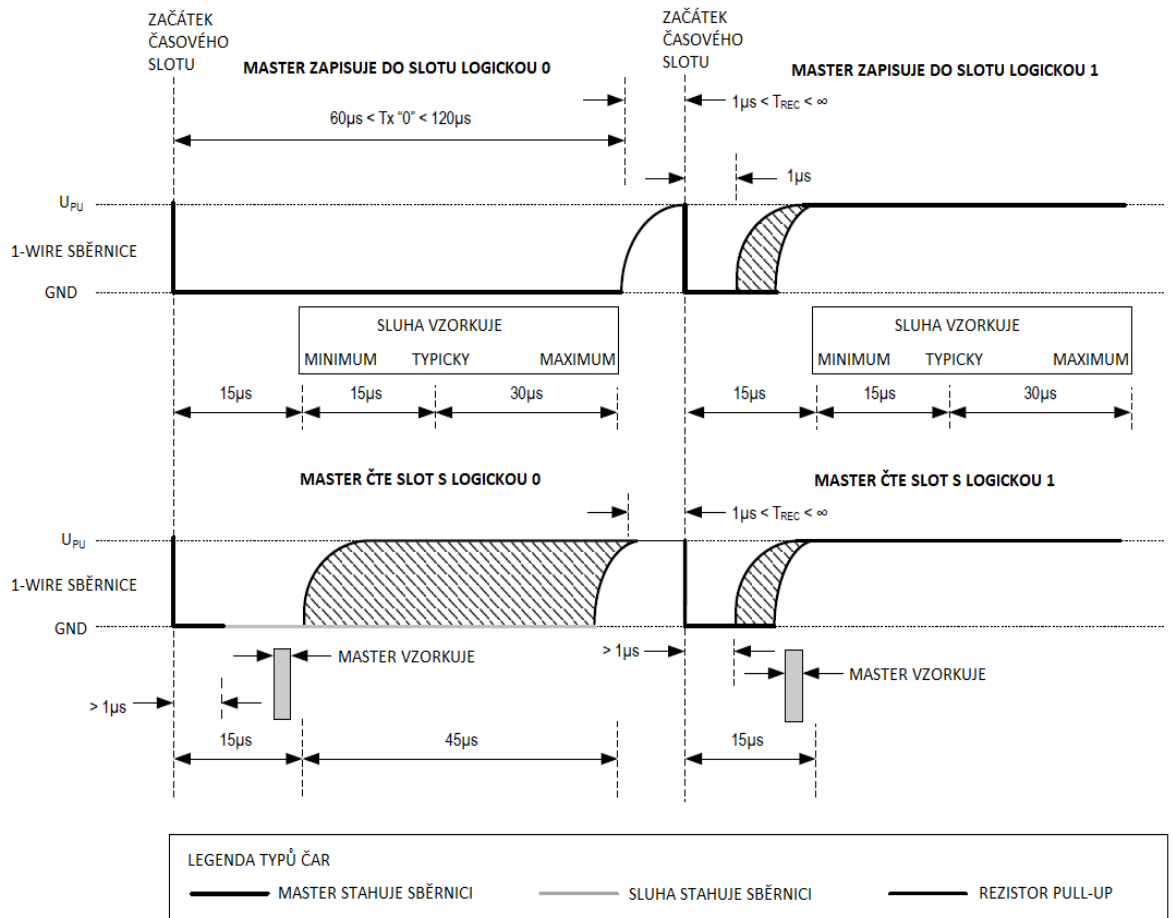 ZAČÁTEK
ČASOVÉHO
SLOTU
MASTER ZAPISUJE DO SLOTU LOGICKOU 0
ZAČÁTEK
ČASOVÉHO
SLOTU
MASTER ZAPISUJE DO SLOTU LOGICKOU 1
60µs < Tx “0” < 120µs
1µs < TREC < ∞
1µs
UPU
1-WIRE SBĚRNICE
GND
SLUHA VZORKUJE
MINIMUM TYPICKY MAXIMUM
SLUHA VZORKUJE
MINIMUM TYPICKY MAXIMUM
15µs 15µs 30µs
15µs 15µs 30µs
MASTER ČTE SLOT S LOGICKOU 0
MASTER ČTE SLOT S LOGICKOU 1
1µs < TREC < ∞
UPU
1-WIRE SBĚRNICE
GND
MASTER VZORKUJE
> 1µs
> 1µs
MASTER VZORKUJE
15µs 45µs
15µs
LEGENDA TYPŮ ČAR
MASTER STAHUJE SBĚRNICI
SLUHA STAHUJE SBĚRNICI
REZISTOR PULL-UP